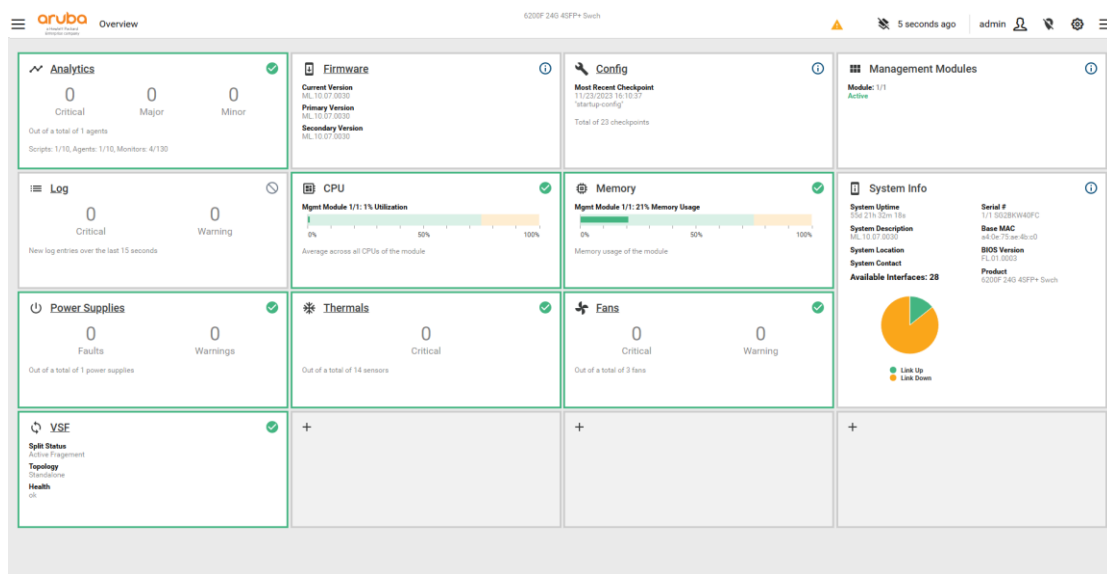 6200F 24G 4SFP+ Swch
aruba
a Hewlett Packard
Enterprise company
Overview
5 seconds ago
admin
Analytics
0 0 0
Critical Major Minor
Out of a total of 1 agents
Scripts: 1/10, Agents: 1/10, Monitors: 4/130
Firmware
Current Version
ML.10.07.0030
Primary Version
ML.10.07.0030
Secondary Version
ML.10.07.0030
Config
Most Recent Checkpoint
11/23/2023 16:10:37
"startup-config"
Total of 23 checkpoints
Management Modules
Module: 1/1
Active
Log
0 0
Critical Warning
New log entries over the last 15 seconds
CPU
Mgmt Module 1/1: 1% Utilization
0% 50% 100%
Average across all CPUs of the module
Memory
Mgmt Module 1/1: 21% Memory Usage
0% 50% 100%
Memory usage of the module
System Info
System Uptime
55d 21h 32m 18s
System Description
ML.10.07.0030
System Location
System Contact
Available Interfaces: 28
Serial #
1/1 S02BKW40FC
Base MAC
a4:0e:75:ae:4b:c0
BIOS Version
FL.01.0003
Product
6200F 24G 4SFP+ Swch
Link Up
Link Down
Power Supplies
0 0
Faults Warnings
Out of a total of 1 power supplies
Thermals
0
Critical
Out of a total of 14 sensors
Fans
0 0
Critical Warning
Out of a total of 3 fans
VSF
Split Status
Active Fragement
Topology
Standalone
Health
ok